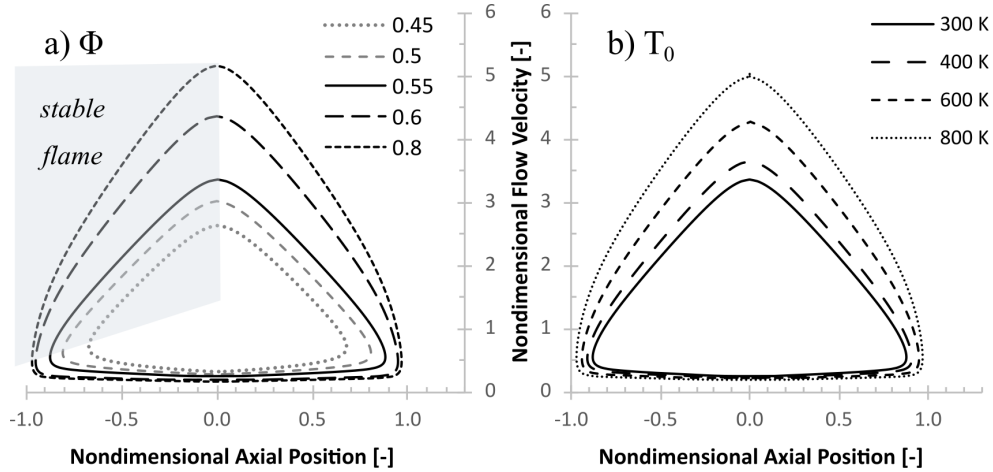 a) Φ
0.45
0.5
0.55
0.6
0.8
stable
flame
6
5
4
3
2
1
0
-1.0
-0.5
0.0
0.5
1.0
Nondimensional Axial Position [-]
Nondimensional Flow Velocity [-]
b) T0
300 K
400 K
600 K
800 K
6
5
4
3
2
1
0
-1.0
-0.5
0.0
0.5
1.0
Nondimensional Axial Position [-]